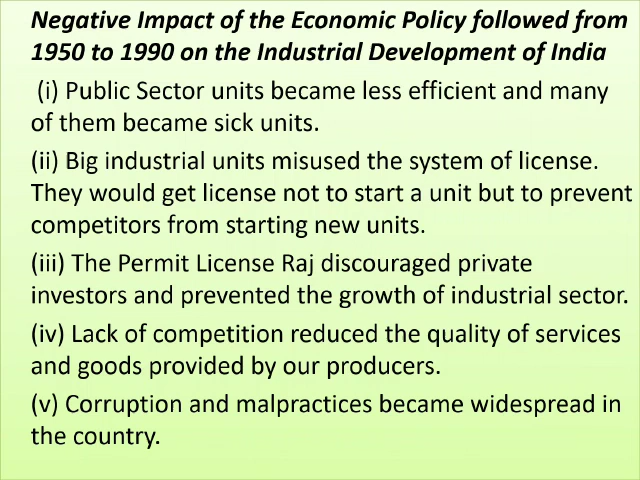 Negative Impact of the Economic Policy followed from
1950 to 1990 on the Industrial Development of India
(i) Public Sector units became less efficient and many
of them became sick units.
(ii) Big industrial units misused the system of license.
They would get license not to start a unit but to prevent
competitors from starting new units.
(iii) The Permit License Raj discouraged private
investors and prevented the growth of industrial sector.
(iv) Lack of competition reduced the quality of services
and goods provided by our producers.
(v) Corruption and malpractices became widespread in
the country.